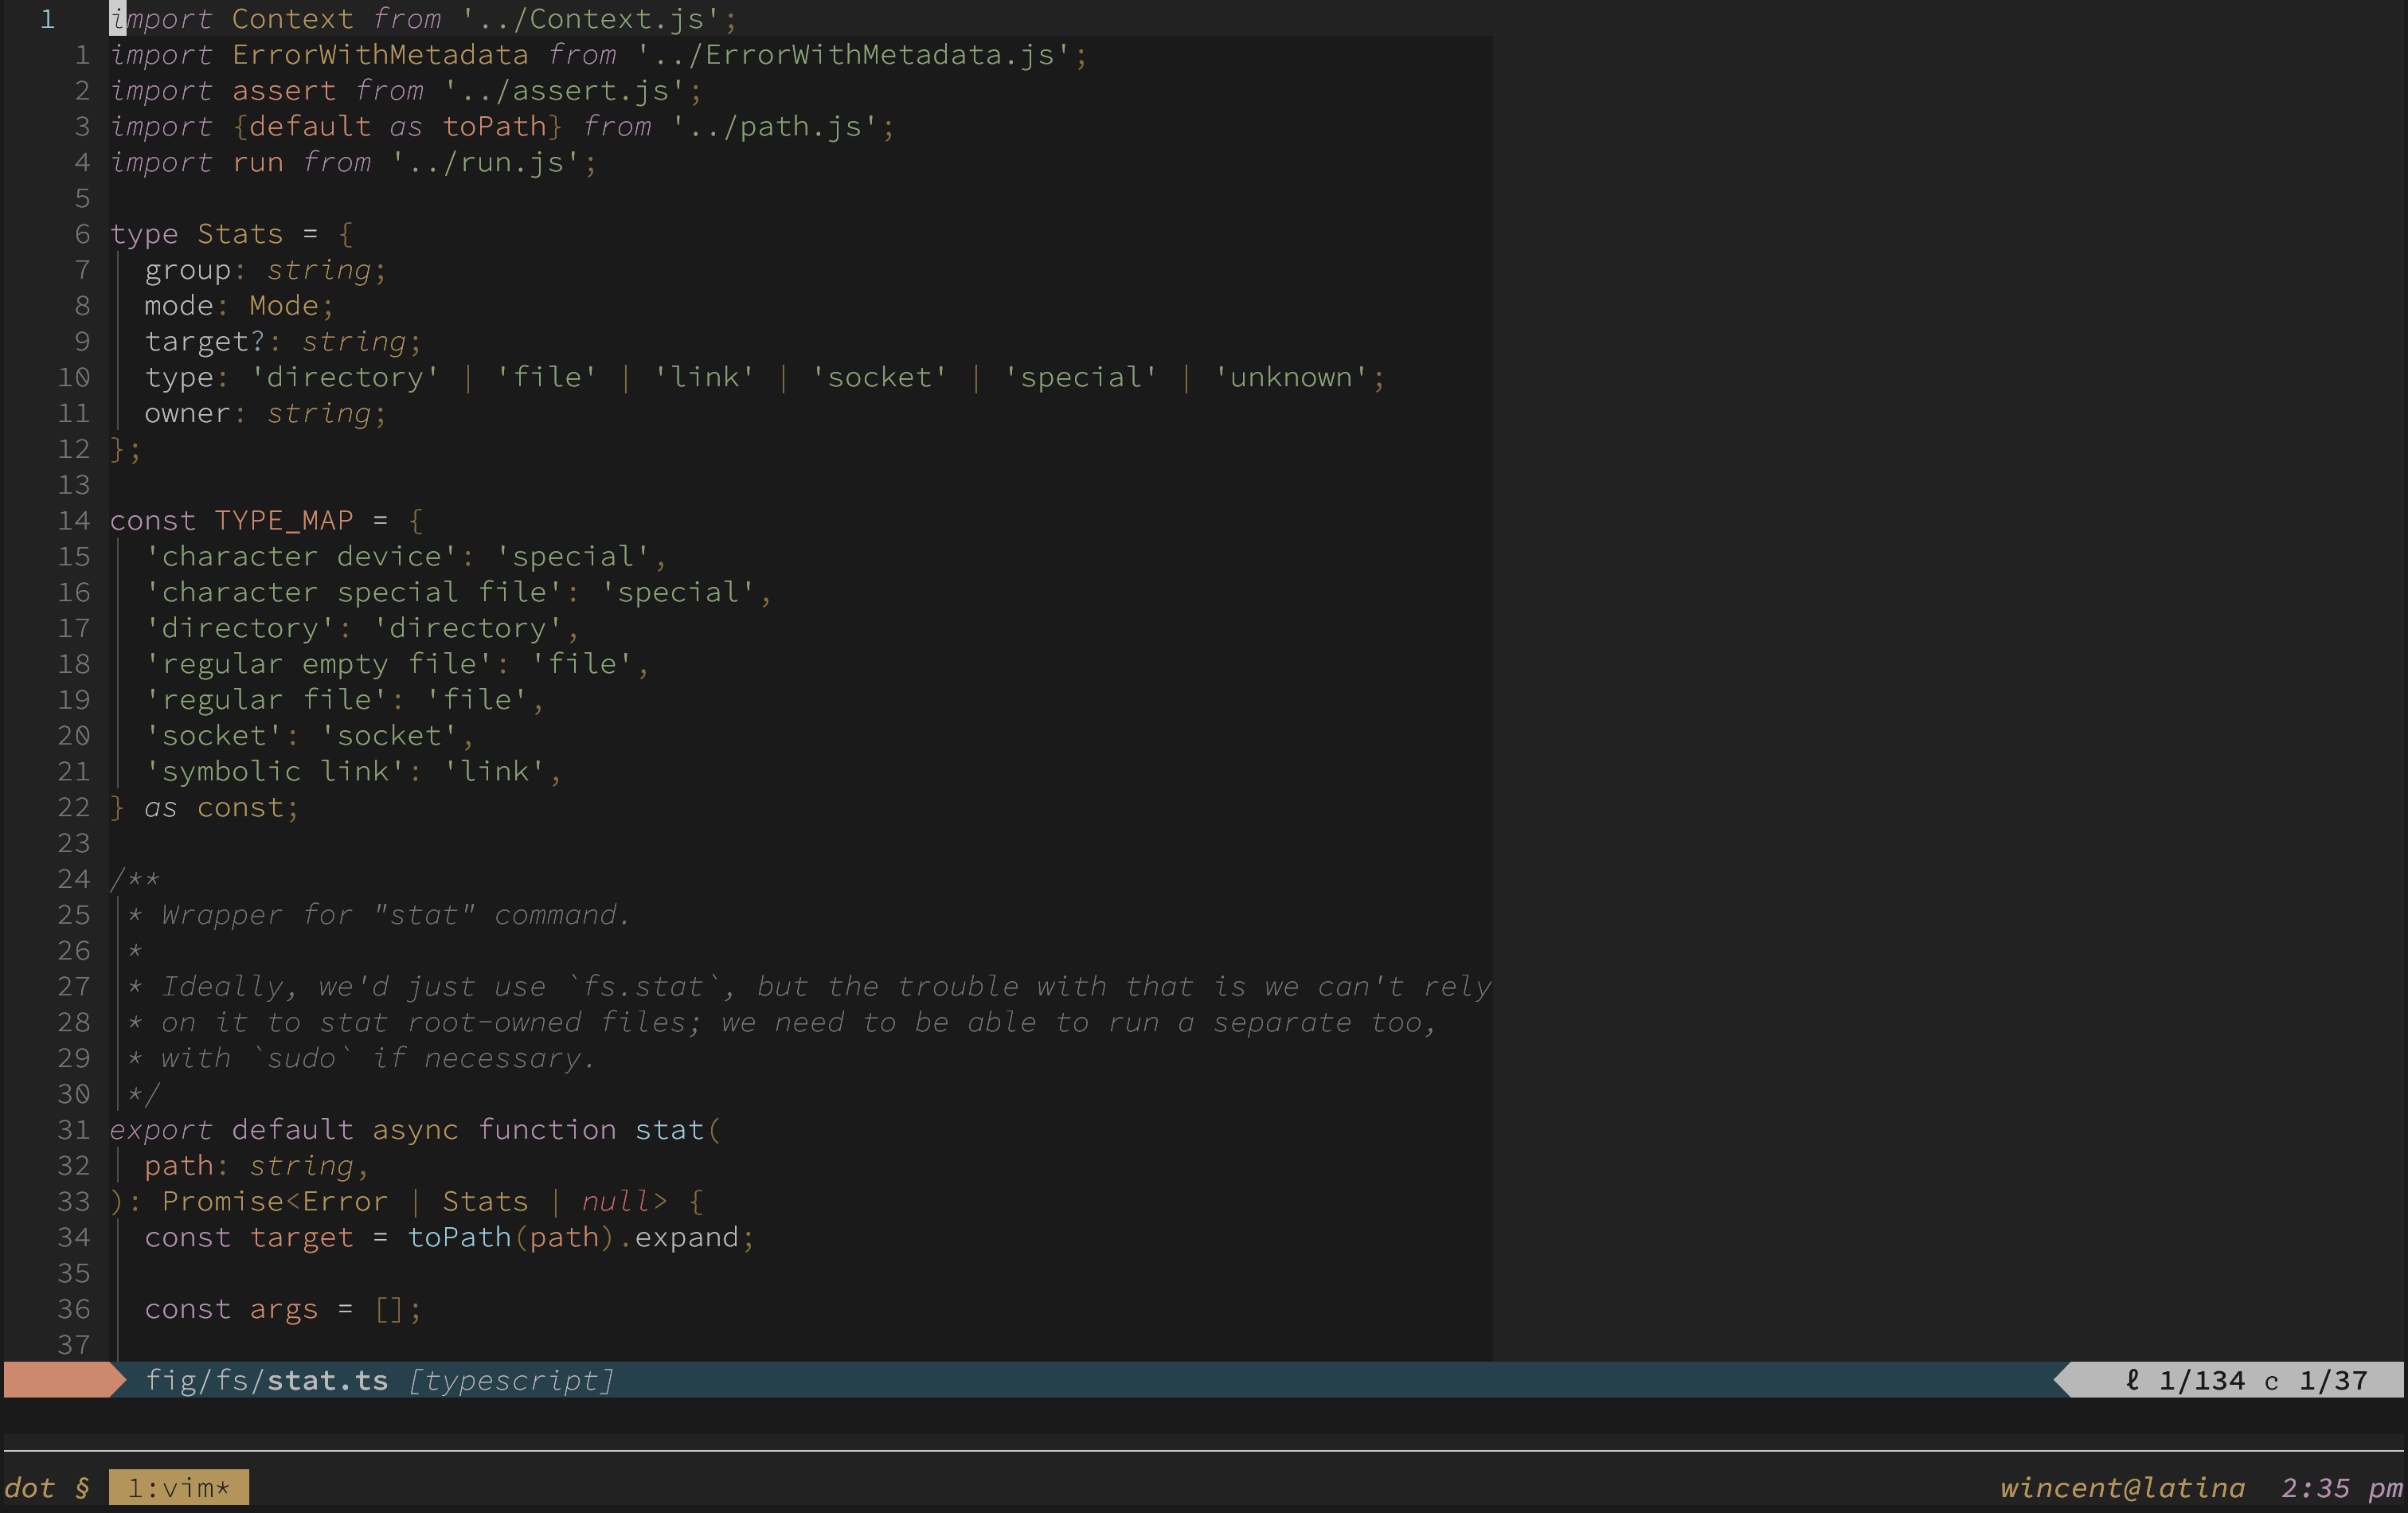 1 import Context from '../Context.js';
1 import ErrorWithMetadata from '../ErrorWithMetadata.js';
2 import assert from '../assert.js';
3 import {default as toPath} from '../path.js';
4 import run from '../run.js';
5
6 type Stats = {
7   group: string;
8   mode: Mode;
9   target?: string;
10   type: 'directory' | 'file' | 'link' | 'socket' | 'special' | 'unknown';
11   owner: string;
12 };
13
14 const TYPE_MAP = {
15   'character device': 'special',
16   'character special file': 'special',
17   'directory': 'directory',
18   'regular empty file': 'file',
19   'regular file': 'file',
20   'socket': 'socket',
21   'symbolic link': 'link',
22 } as const;
23
24 /**
25  * Wrapper for "stat" command.
26  *
27  * Ideally, we'd just use `fs.stat`, but the trouble with that is we can't rely
28  * on it to stat root-owned files; we need to be able to run a separate too,
29  * with `sudo` if necessary.
30  */
31 export default async function stat(
32   path: string,
33 ): Promise<Error | Stats | null> {
34   const target = toPath(path).expand;
35
36   const args = [];
37
fig/fs/stat.ts [typescript] ℓ 1/134 c 1/37
dot § 1:vim* wincent@latina 2:35 pm